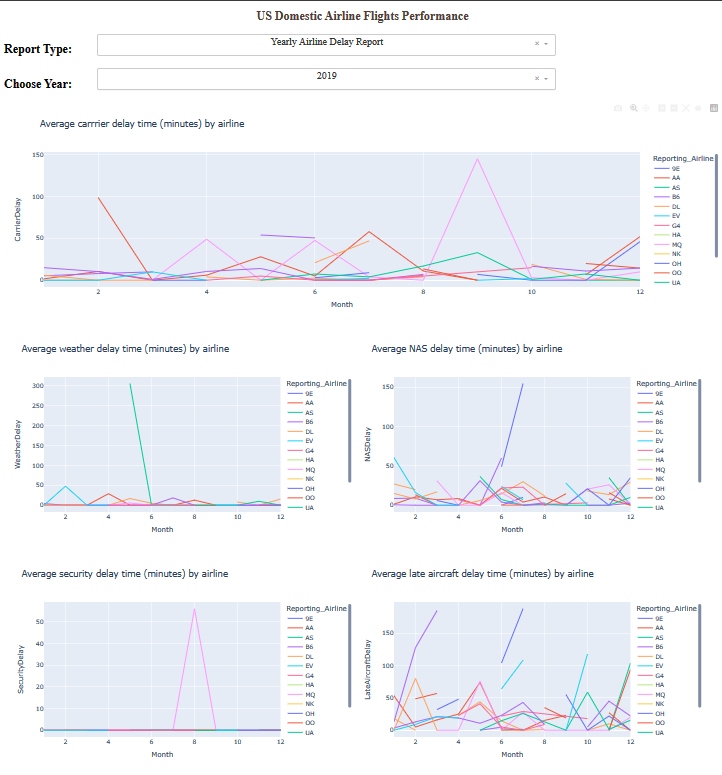 US Domestic Airline Flights Performance
Report Type:
Yearly Airline Delay Report
Choose Year:
2019
Average carrrier delay time (minutes) by airline
CarrierDelay
150
100
50
0
2 4 6 8 10 12
Month
Reporting_Airline
9E
AA
AS
B6
DL
EV
G4
HA
MQ
OH
OO
UA
Average weather delay time (minutes) by airline
WeatherDelay
300
250
200
150
100
50
0
2 4 6 8 10 12
Month
Reporting_Airline
9E
AA
AS
B6
DL
EV
G4
HA
MQ
NK
OH
OO
UA
Average NAS delay time (minutes) by airline
NASDelay
150
100
50
0
2 4 6 8 10 12
Month
Reporting_Airline
9E
AA
AS
B6
DL
EV
G4
HA
MQ
NK
OH
OO
UA
Average security delay time (minutes) by airline
SecurityDelay
50
40
30
20
10
0
2 4 6 8 10 12
Month
Reporting_Airline
9E
AA
AS
B6
DL
EV
G4
HA
MQ
NK
OH
OO
UA
Average late aircraft delay time (minutes) by airline
LateAircraftDelay
150
100
50
0
2 4 6 8 10 12
Month
Reporting_Airline
9E
AA
AS
B6
DL
EV
G4
HA
MQ
NK
OH
OO
UA